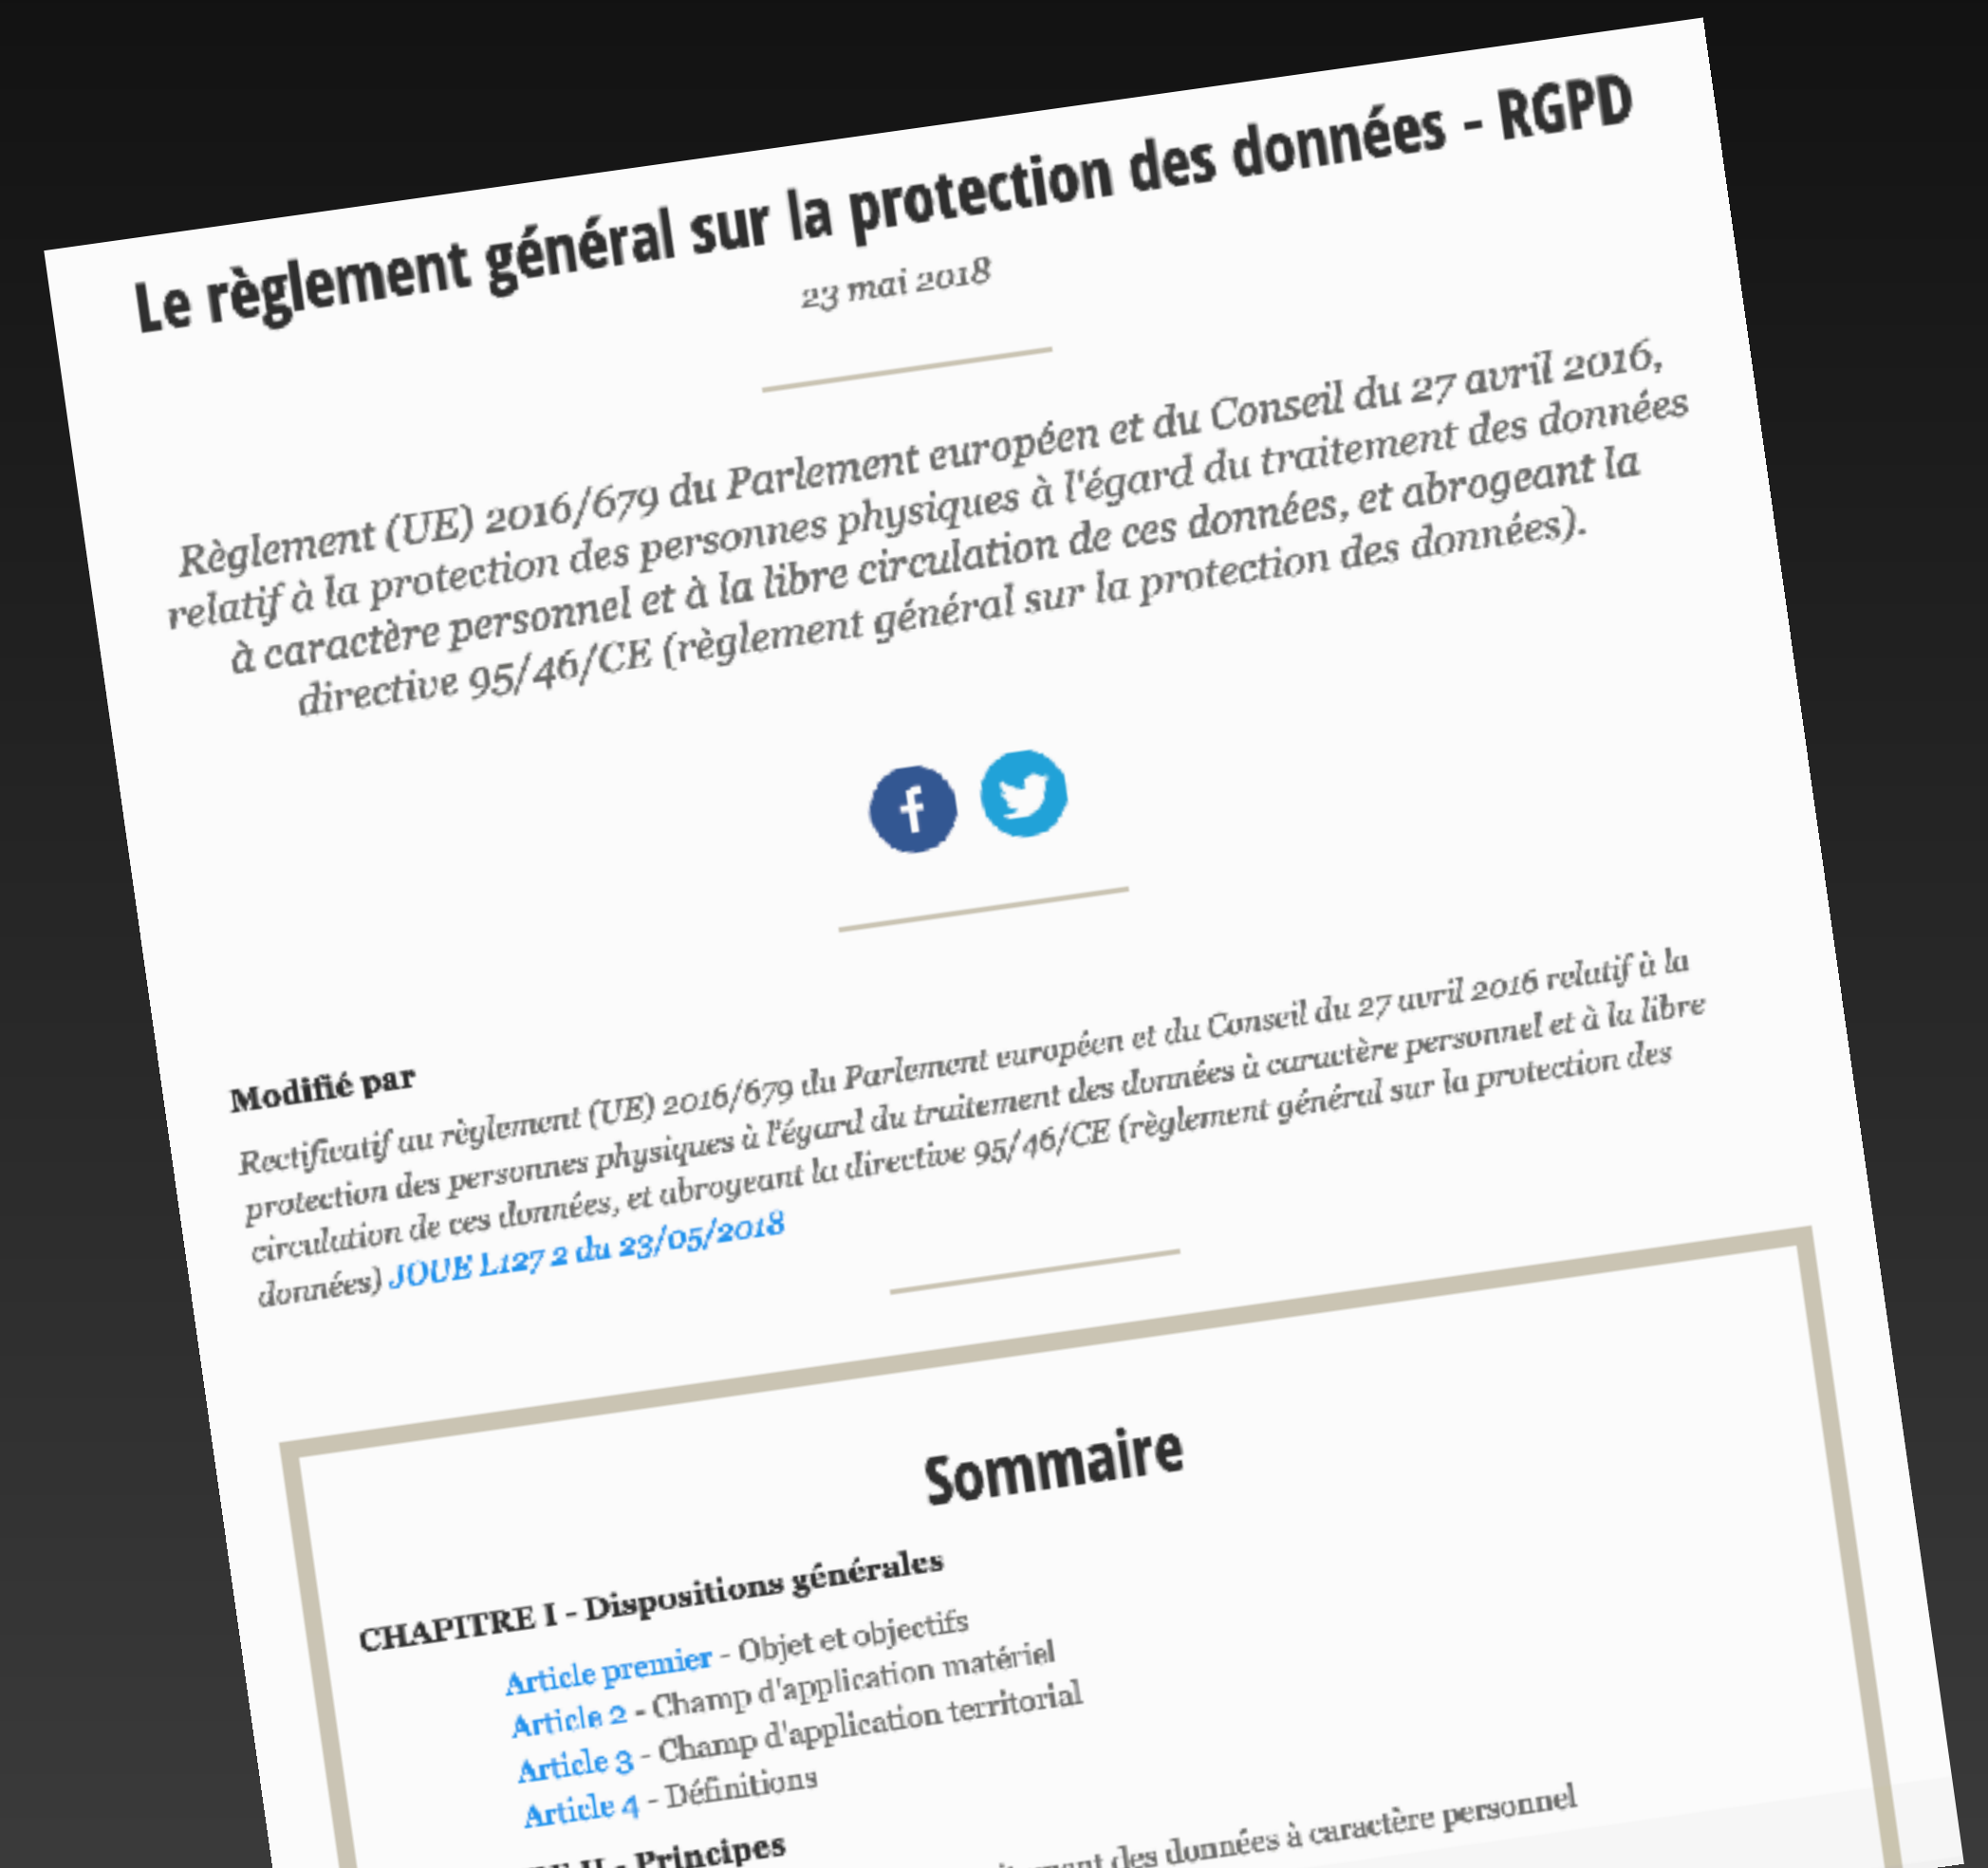 Le règlement général sur la protection des données - RGPD
23 mai 2018
Règlement (UE) 2016/679 du Parlement européen et du Conseil du 27 avril 2016,
relatif à la protection des personnes physiques à l'égard du traitement des données
à caractère personnel et à la libre circulation de ces données, et abrogeant la
directive 95/46/CE (règlement général sur la protection des données).
Modifié par
Rectificatif au règlement (UE) 2016/679 du Parlement européen et du Conseil du 27 avril 2016 relatif à la
protection des personnes physiques à l'égard du traitement des données à caractère personnel et à la libre
circulation de ces données, et abrogeant la directive 95/46/CE (règlement général sur la protection des
données) JOUE L127 2 du 23/05/2018
Sommaire
CHAPITRE I - Dispositions générales
Article premier - Objet et objectifs
Article 2 - Champ d'application matériel
Article 3 - Champ d'application territorial
Article 4 - Définitions
II - Principes
des données à caractère personnel